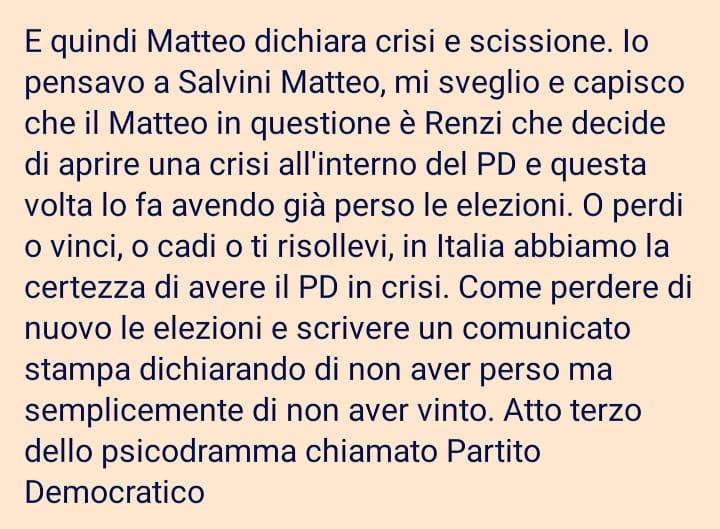 E quindi Matteo dichiara crisi e scissione. Io
pensavo a Salvini Matteo, mi sveglio e capisco
che il Matteo in questione è Renzi che decide
di aprire una crisi all'interno del PD e questa
volta lo fa avendo già perso le elezioni. O perdi
o vinci, o cadi o ti risollevi, in Italia abbiamo la
certezza di avere il PD in crisi. Come perdere di
nuovo le elezioni e scrivere un comunicato
stampa dichiarando di non aver perso ma
semplicemente di non aver vinto. Atto terzo
dello psicodramma chiamato Partito
Democratico